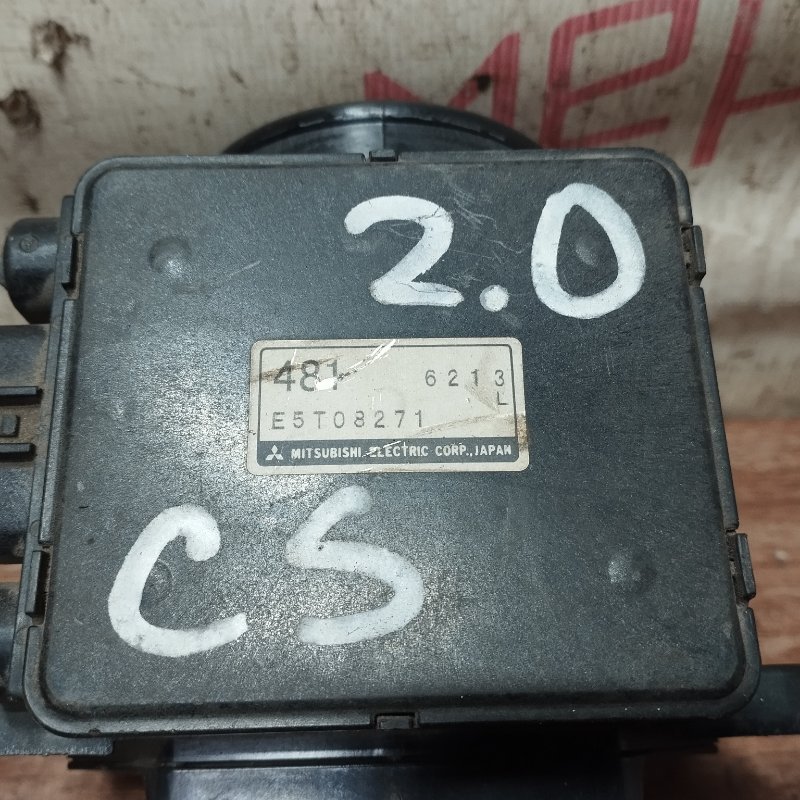 2.0
481 6213
L
E5T08271
MITSUBISHI ELECTRIC CORP., JAPAN
CS